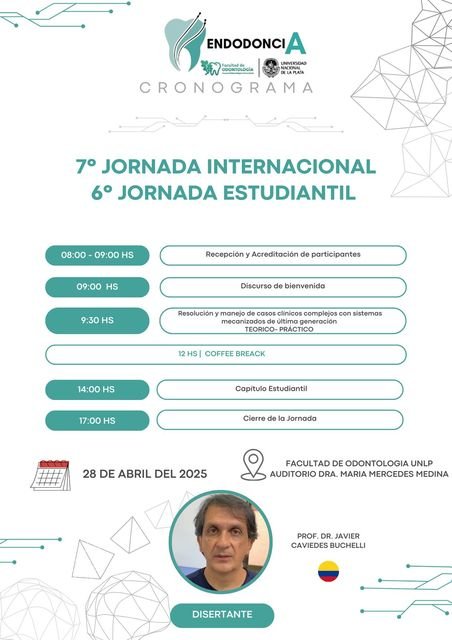 ENDODONCIA
Facultad de
ODONTOLOGÍA
UNIVERSIDAD
NACIONAL
DE LA PLATA
CRONOGRAMA
7º JORNADA INTERNACIONAL
6º JORNADA ESTUDIANTIL
08:00 - 09:00 HS
Recepción y Acreditación de participantes
09:00 HS
Discurso de bienvenida
9:30 HS
Resolución y manejo de casos clínicos complejos con sistemas
mecanizados de última generación
TEORICO- PRÁCTICO
12 HS| COFFEE BREACK
14:00 HS
Capítulo Estudiantil
17:00 HS
Cierre de la Jornada
28 DE ABRIL DEL 2025
FACULTAD DE ODONTOLOGIA UNLP
AUDITORIO DRA. MARIA MERCEDES MEDINA
PROF. DR. JAVIER
CAVIEDES BUCHELLI
DISERTANTE